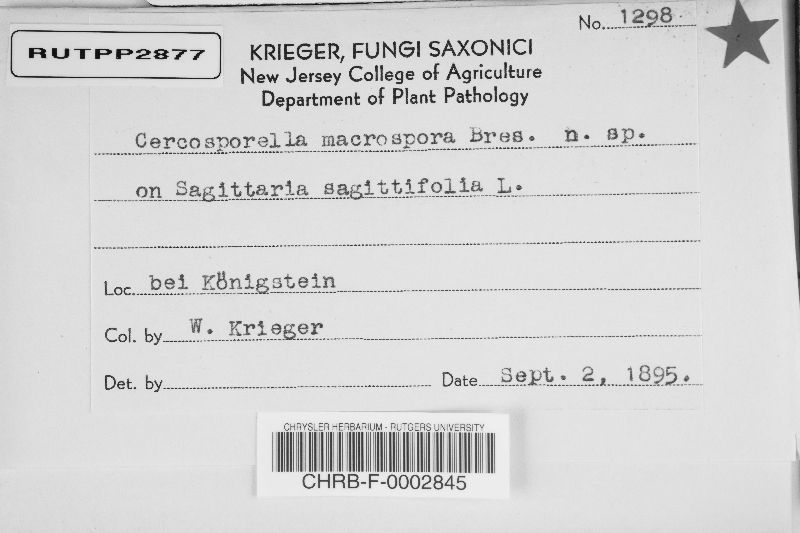 No. 1298.
RUTPP2877
KRIEGER, FUNGI SAXONICI
New Jersey College of Agriculture
Department of Plant Pathology
Cercosporella macrospora Bres. n. sp.
on Sagittaria sagittifolia L.
Loc. bei Königstein
Col. by W. Krieger
Det. by Date Sept. 2, 1895.
CHRYSLER HERBARIUM - RUTGERS UNIVERSITY
CHRB-F-0002845